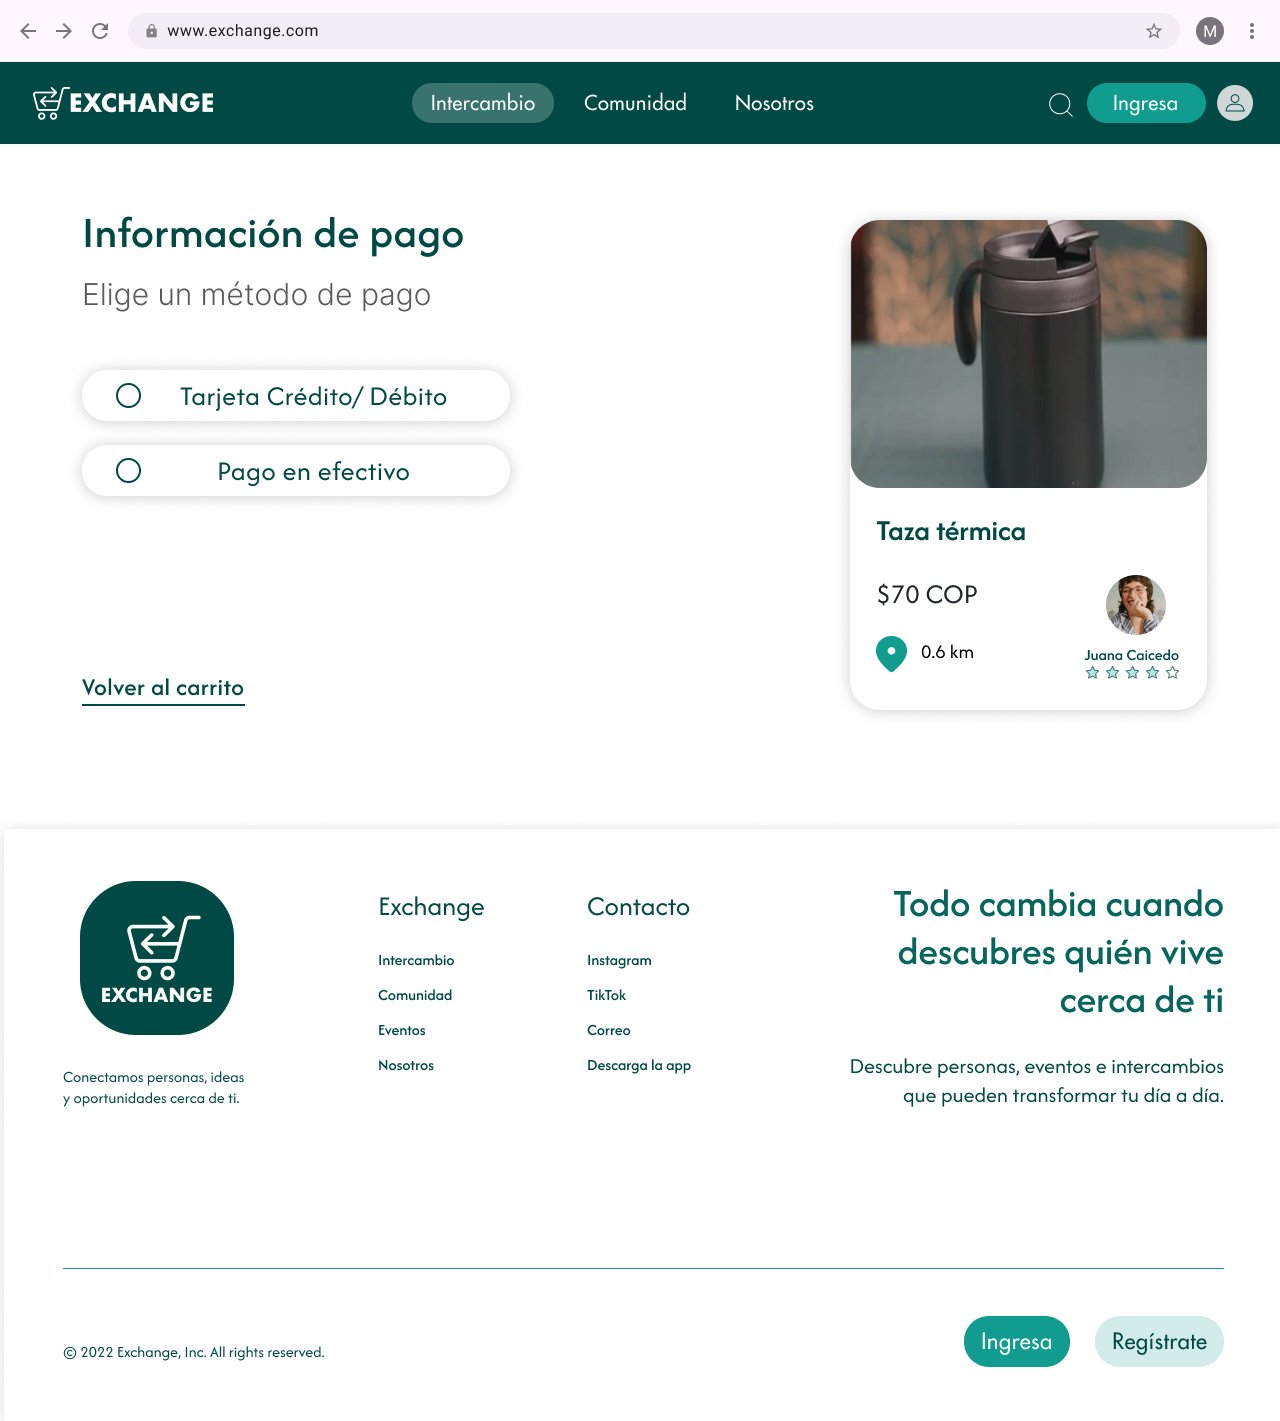 www.exchange.com
M
EXCHANGE
Intercambio
Comunidad
Nosotros
Ingresa
Información de pago
Elige un método de pago
Tarjeta Crédito/ Débito
Pago en efectivo
Volver al carrito
Taza térmica
$70 COP
0.6 km
Juana Caicedo
EXCHANGE
Conectamos personas, ideas
y oportunidades cerca de ti.
Exchange
Intercambio
Comunidad
Eventos
Nosotros
Contacto
Instagram
TikTok
Correo
Descarga la app
Todo cambia cuando
descubres quién vive
cerca de ti
Descubre personas, eventos e intercambios
que pueden transformar tu día a día.
© 2022 Exchange, Inc. All rights reserved.
Ingresa
Regístrate